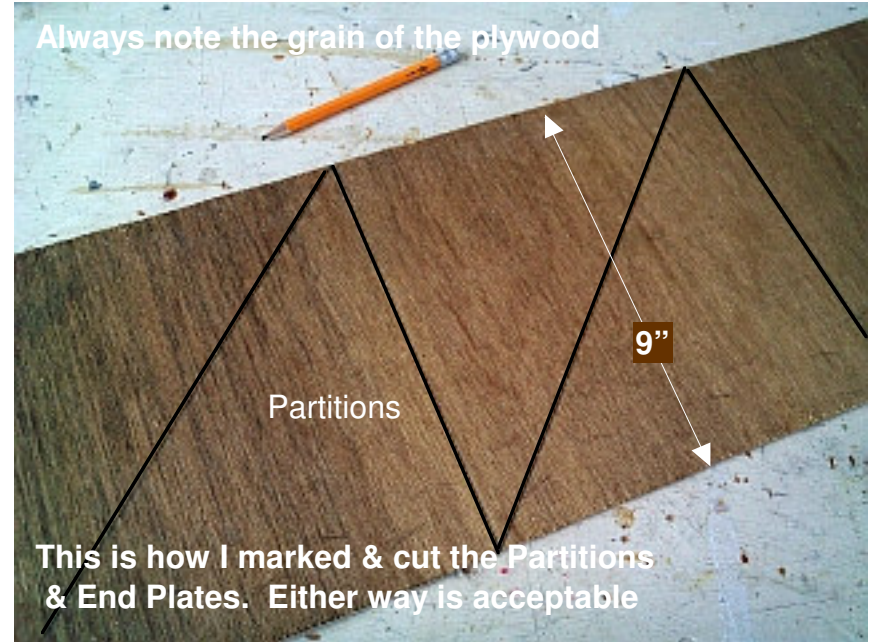 Always note the grain of the plywood
9”
Partitions
This is how I marked & cut the Partitions
& End Plates. Either way is acceptable